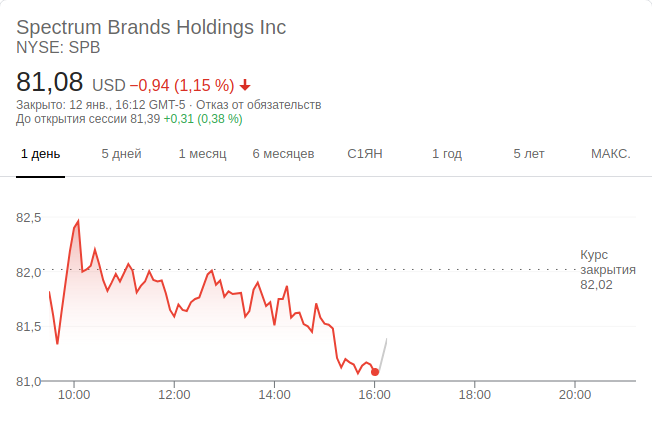 Spectrum Brands Holdings Inc
NYSE: SPB
81,08 USD −0,94 (1,15 %)
Закрыто: 12 янв., 16:12 GMT-5 · Отказ от обязательств
До открытия сессии 81,39 +0,31 (0,38 %)
1 день 5 дней 1 месяц 6 месяцев С1ЯН 1 год 5 лет МАКС.
82,5
82,0
81,5
81,0
Курс
закрытия
82,02
10:00 12:00 14:00 16:00 18:00 20:00